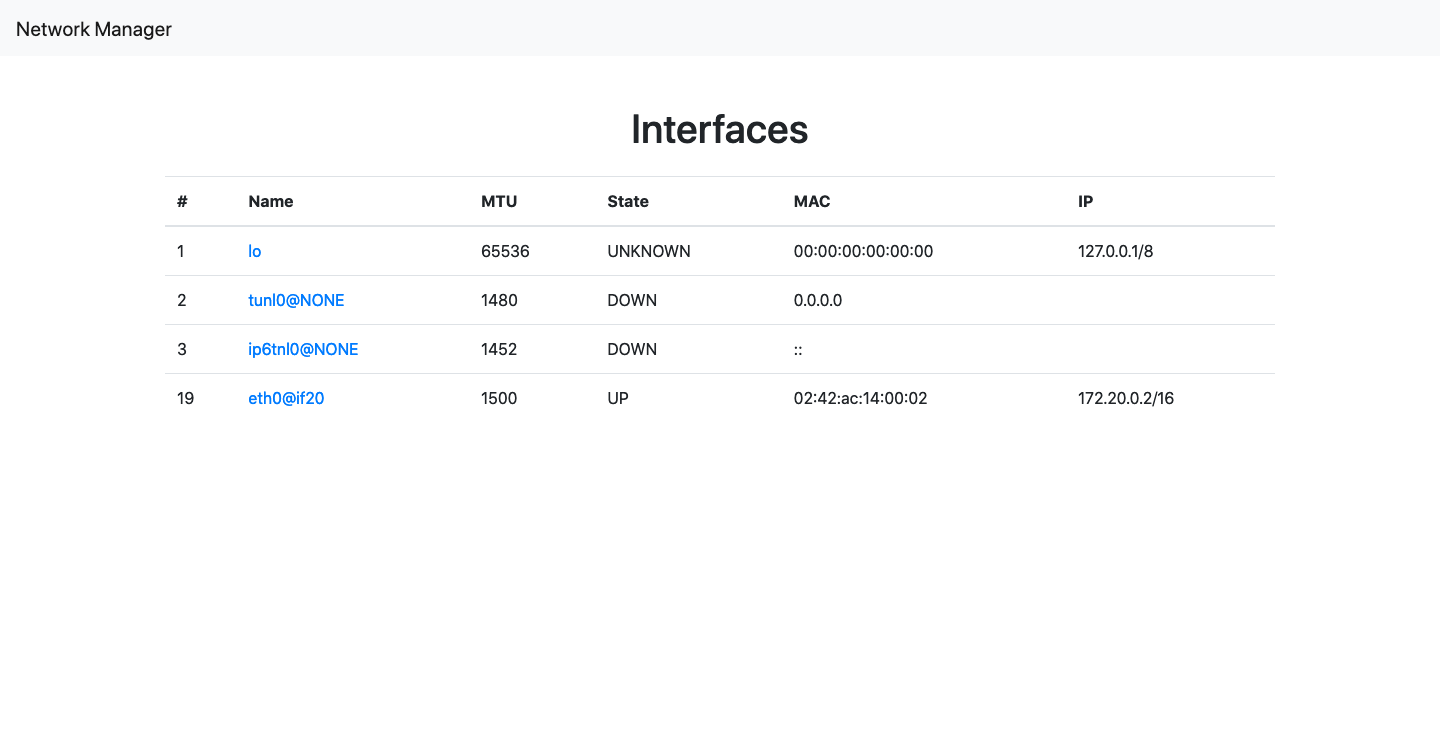 Network Manager
Interfaces
# Name MTU State MAC IP
1 lo 65536 UNKNOWN 00:00:00:00:00:00 127.0.0.1/8
2 tunl0@NONE 1480 DOWN 0.0.0.0
3 ip6tnl0@NONE 1452 DOWN ::
19 eth0@if20 1500 UP 02:42:ac:14:00:02 172.20.0.2/16